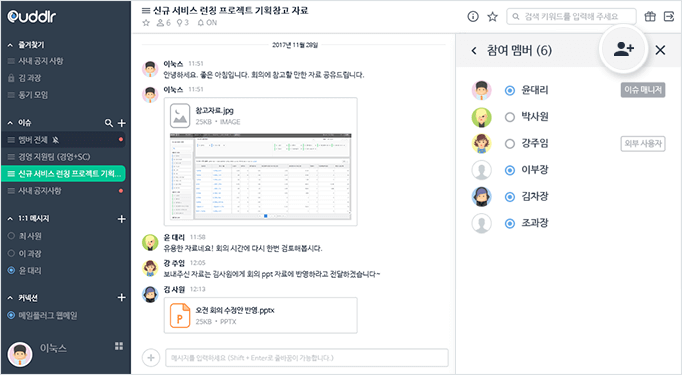 Ouddlr
즐겨찾기
사내 공지 사항
김 과장
동기 모임
이슈
멤버 전체
경영 지원팀 (경영+SC)
신규 서비스 런칭 프로젝트 기획...
사내 공지사항
1:1 메시지
최 사원
이 과장
윤 대리
커넥션
메일플러그 웹메일
이눅스
신규 서비스 런칭 프로젝트 기획참고 자료
6 3 ON
검색 키워드를 입력해 주세요
2017년 11월 28일
이눅스 11:51
안녕하세요. 좋은 아침입니다. 회의에 참고할 만한 자료 공유드립니다.
이눅스 11:51
참고자료.jpg
25KB • IMAGE
윤 대리 11:58
유용한 자료네요! 회의 시간에 다시 한번 검토해봅시다.
강 주임 12:05
보내주신 자료는 김사원에게 회의 ppt 자료에 반영하라고 전달하겠습니다~
김 사원 12:13
P
오전 회의 수정안 반영.pptx
25KB • PPTX
메시지를 입력하세요 (Shift + Enter로 줄바꿈이 가능합니다.)
참여 멤버 (6)
윤대리 이슈 매니저
박사원
강주임 외부 사용자
이부장
김차장
조과장